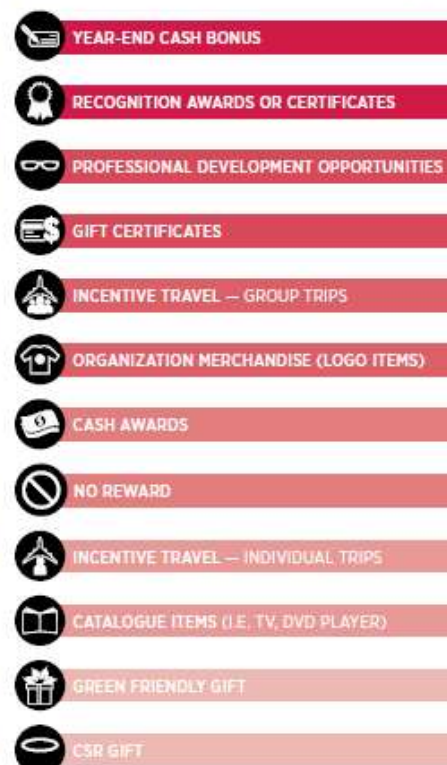 YEAR-END CASH BONUS
RECOGNITION AWARDS OR CERTIFICATES
PROFESSIONAL DEVELOPMENT OPPORTUNITIES
GIFT CERTIFICATES
INCENTIVE TRAVEL — GROUP TRIPS
ORGANIZATION MERCHANDISE (LOGO ITEMS)
CASH AWARDS
NO REWARD
INCENTIVE TRAVEL — INDIVIDUAL TRIPS
CATALOGUE ITEMS (I.E. TV, DVD PLAYER)
GREEN FRIENDLY GIFT
CSR GIFT